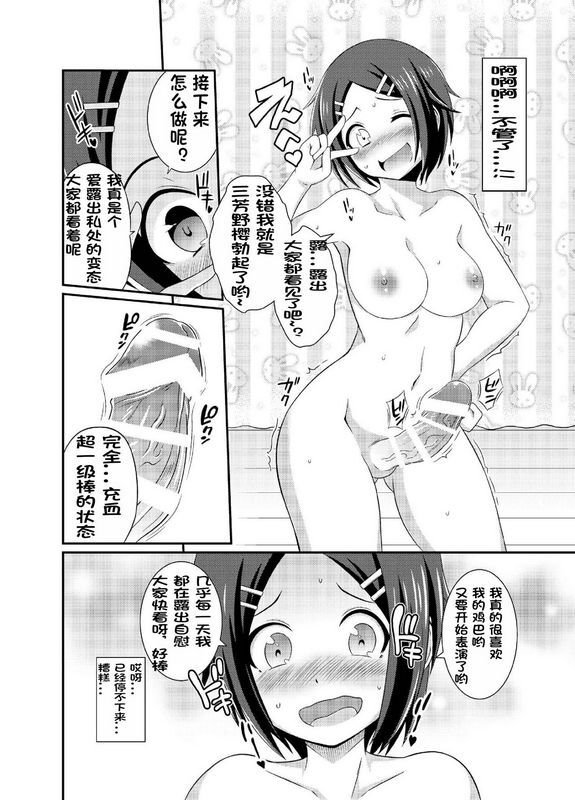 啊啊啊…
不管了…::
露…露出
大家都看见了吧~?
没错我就是
三芳野樱勃起了哟~
接下来
怎么做呢?
我真是个
爱露出私处的变态
大家都看着呢
完全…充血
超一级棒的状态
我真的很喜欢
我的鸡巴哟
又要开始表演了哟
几乎每一天我
都在露出自慰
大家快看呀,好棒
哎呀…
已经停不下来…
糟糕